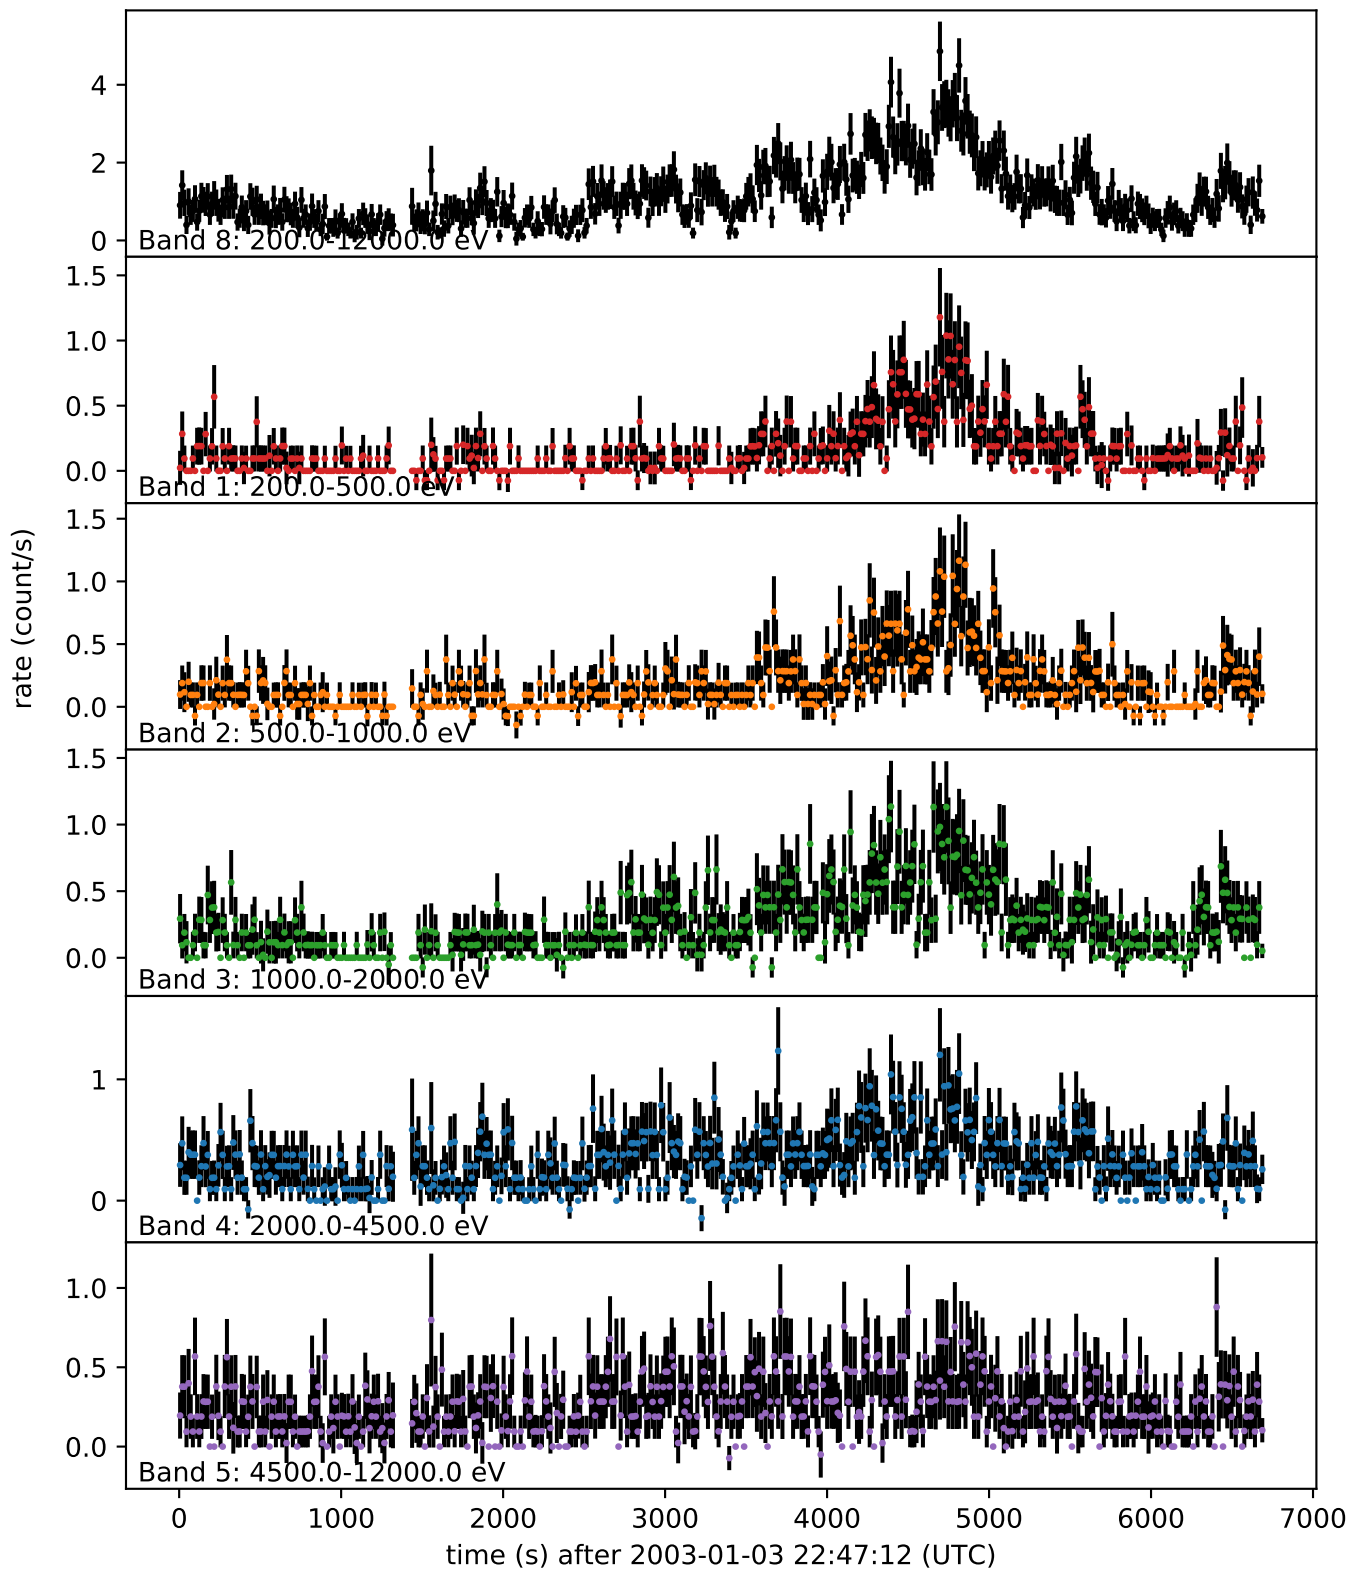 4
2
0
Band 8: 200.0-12000.0 eV
1.5
1.0
0.5
0.0
Band 1: 200.0-500.0 eV
1.5
1.0
0.5
0.0
Band 2: 500.0-1000.0 eV
rate (count/s)
1.5
1.0
0.5
0.0
Band 3: 1000.0-2000.0 eV
1
0
Band 4: 2000.0-4500.0 eV
1.0
0.5
0.0
Band 5: 4500.0-12000.0 eV
0 1000 2000 3000 4000 5000 6000 7000
time (s) after 2003-01-03 22:47:12 (UTC)